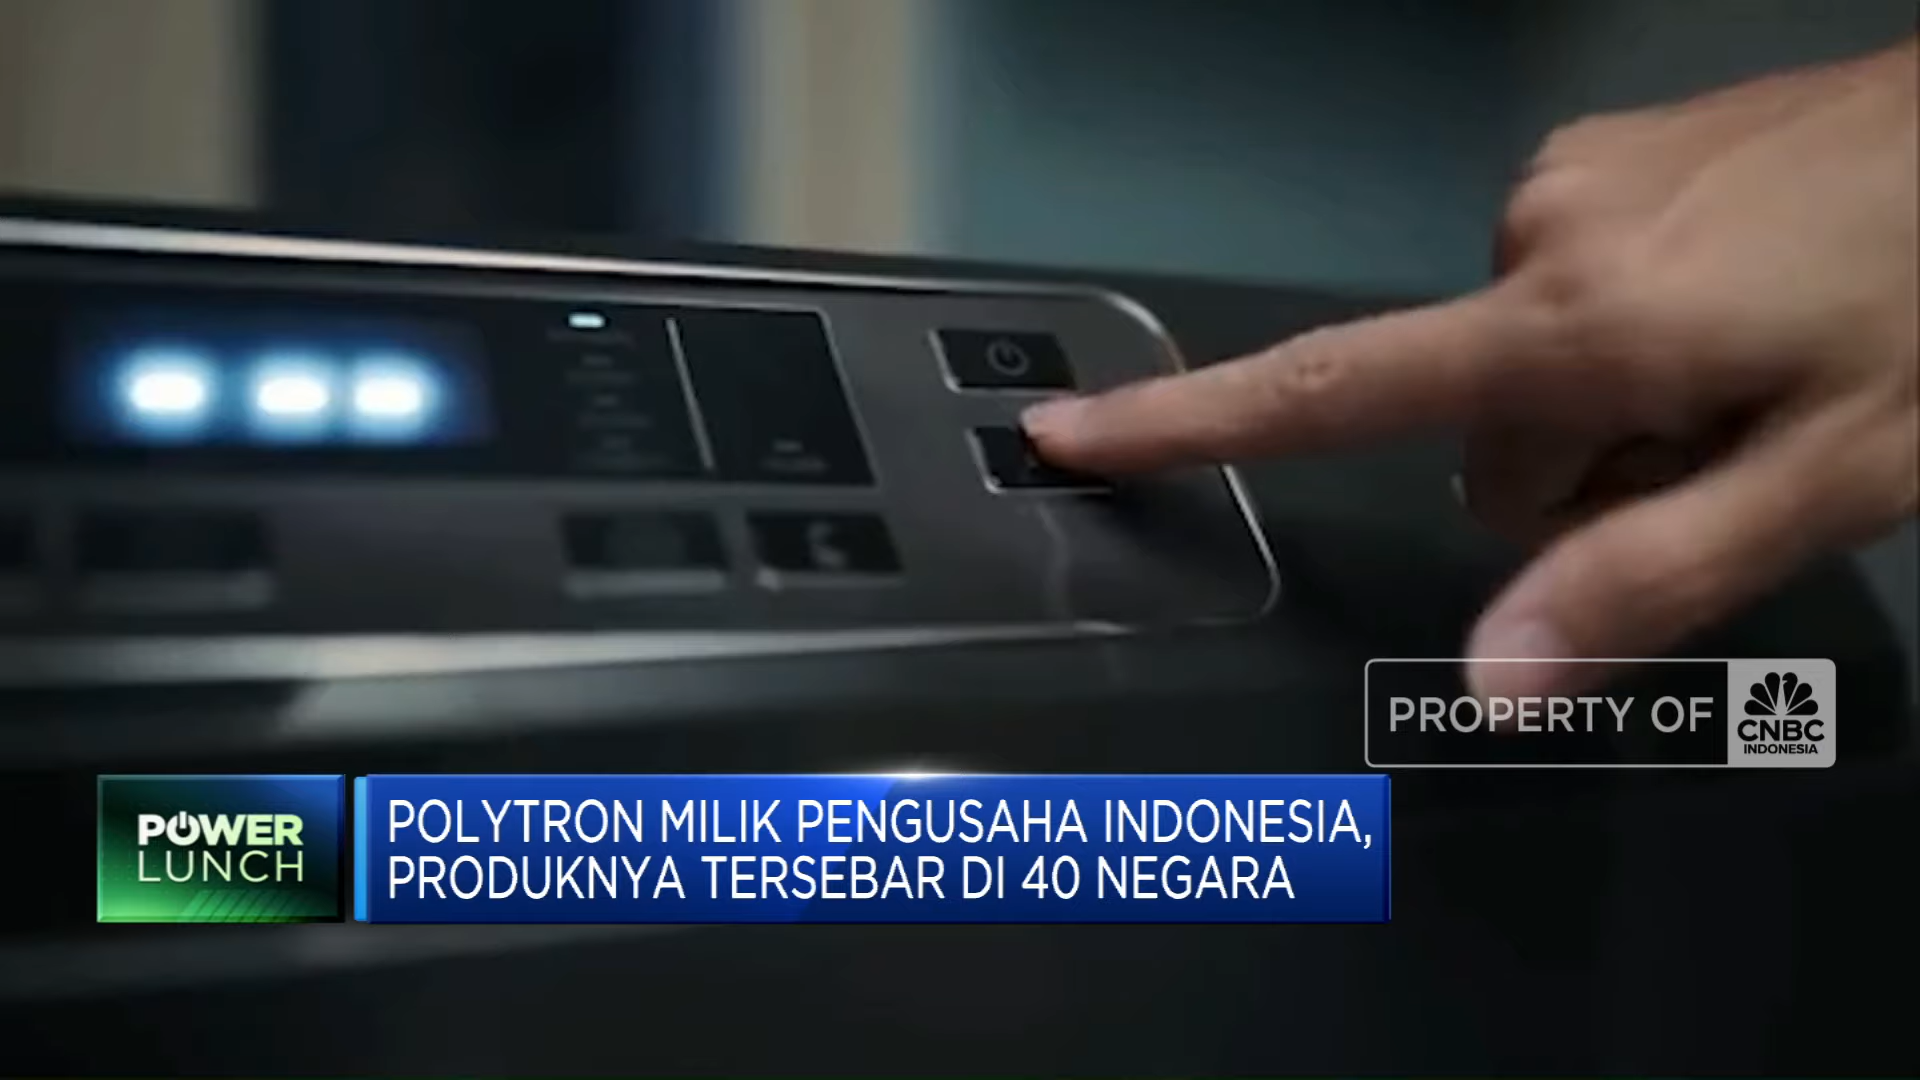 PROPERTY OF
CNBC
INDONESIA
POWER
LUNCH
POLYTRON MILIK PENGUSAHA INDONESIA,
PRODUKNYA TERSEBAR DI 40 NEGARA